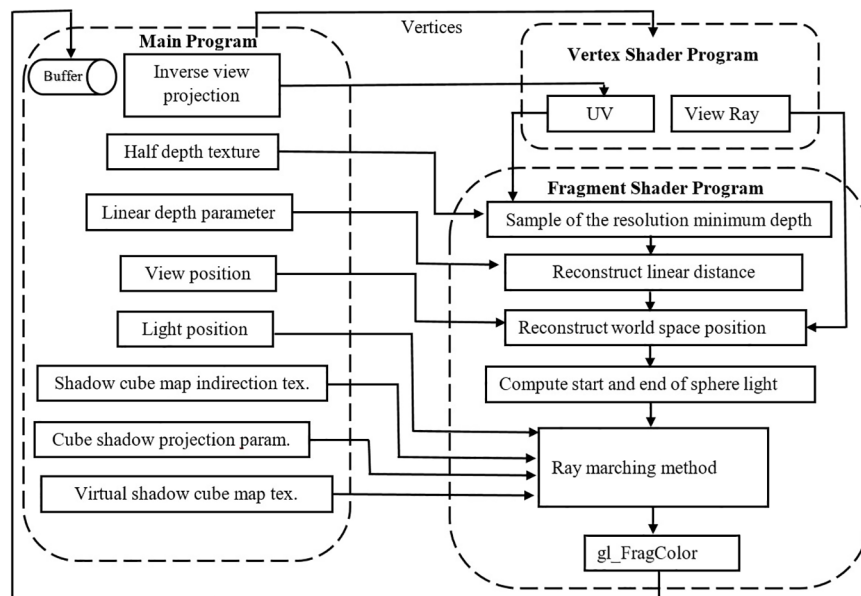 Main Program
Vertices
Vertex Shader Program
Buffer
Inverse view
projection
UV
View Ray
Half depth texture
Fragment Shader Program
Linear depth parameter
Sample of the resolution minimum depth
View position
Reconstruct linear distance
Light position
Reconstruct world space position
Shadow cube map indirection tex.
Compute start and end of sphere light
Cube shadow projection param.
Ray marching method
Virtual shadow cube map tex.
gl_FragColor